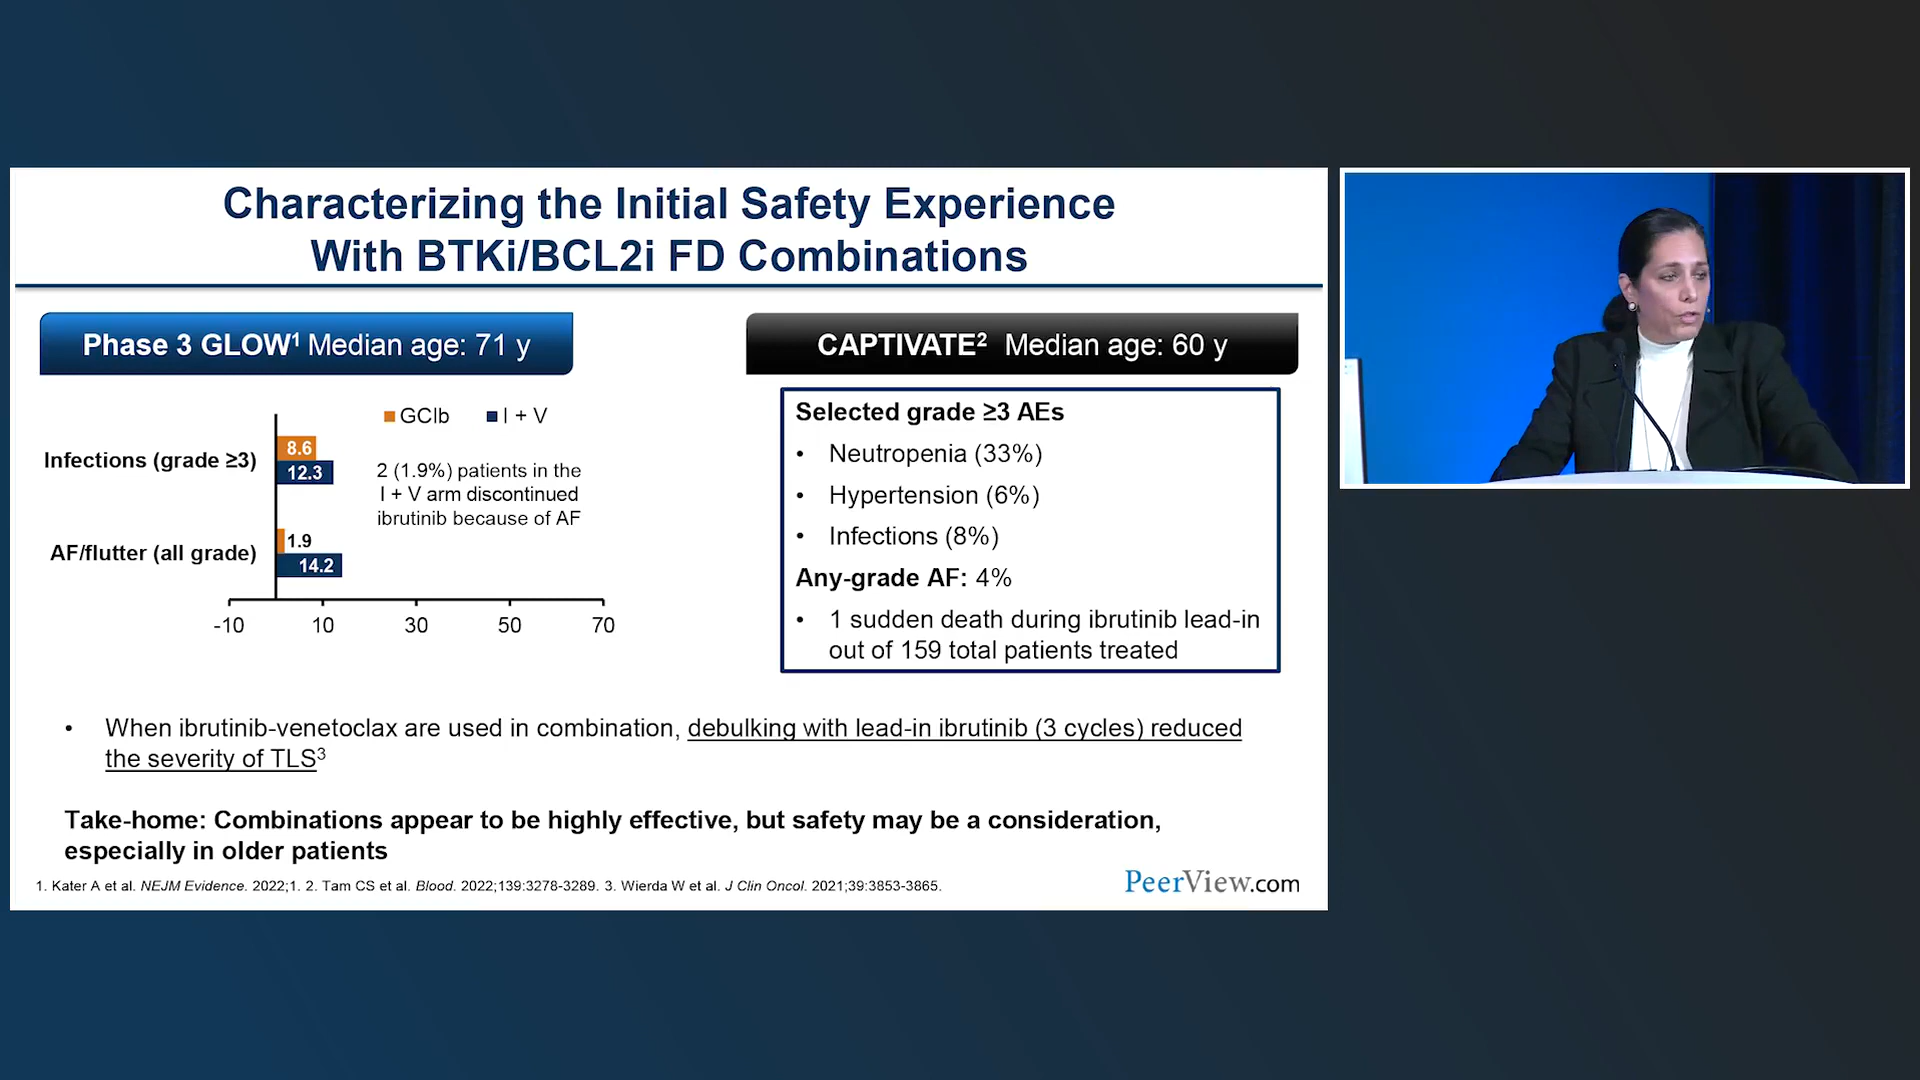 Characterizing the Initial Safety Experience
With BTKi/BCL2i FD Combinations
Phase 3 GLOW¹ Median age: 71 y
GClb I + V
Infections (grade ≥3)
8.6
12.3
2 (1.9%) patients in the
I + V arm discontinued
ibrutinib because of AF
AF/flutter (all grade)
1.9
14.2
-10 10 30 50 70
CAPTIVATE² Median age: 60 y
Selected grade ≥3 AEs
• Neutropenia (33%)
• Hypertension (6%)
• Infections (8%)
Any-grade AF: 4%
• 1 sudden death during ibrutinib lead-in
out of 159 total patients treated
• When ibrutinib-venetoclax are used in combination, debulking with lead-in ibrutinib (3 cycles) reduced
the severity of TLS³
Take-home: Combinations appear to be highly effective, but safety may be a consideration,
especially in older patients
1. Kater A et al. NEJM Evidence. 2022;1. 2. Tam CS et al. Blood. 2022;139:3278-3289. 3. Wierda W et al. J Clin Oncol. 2021;39:3853-3865.
PeerView.com